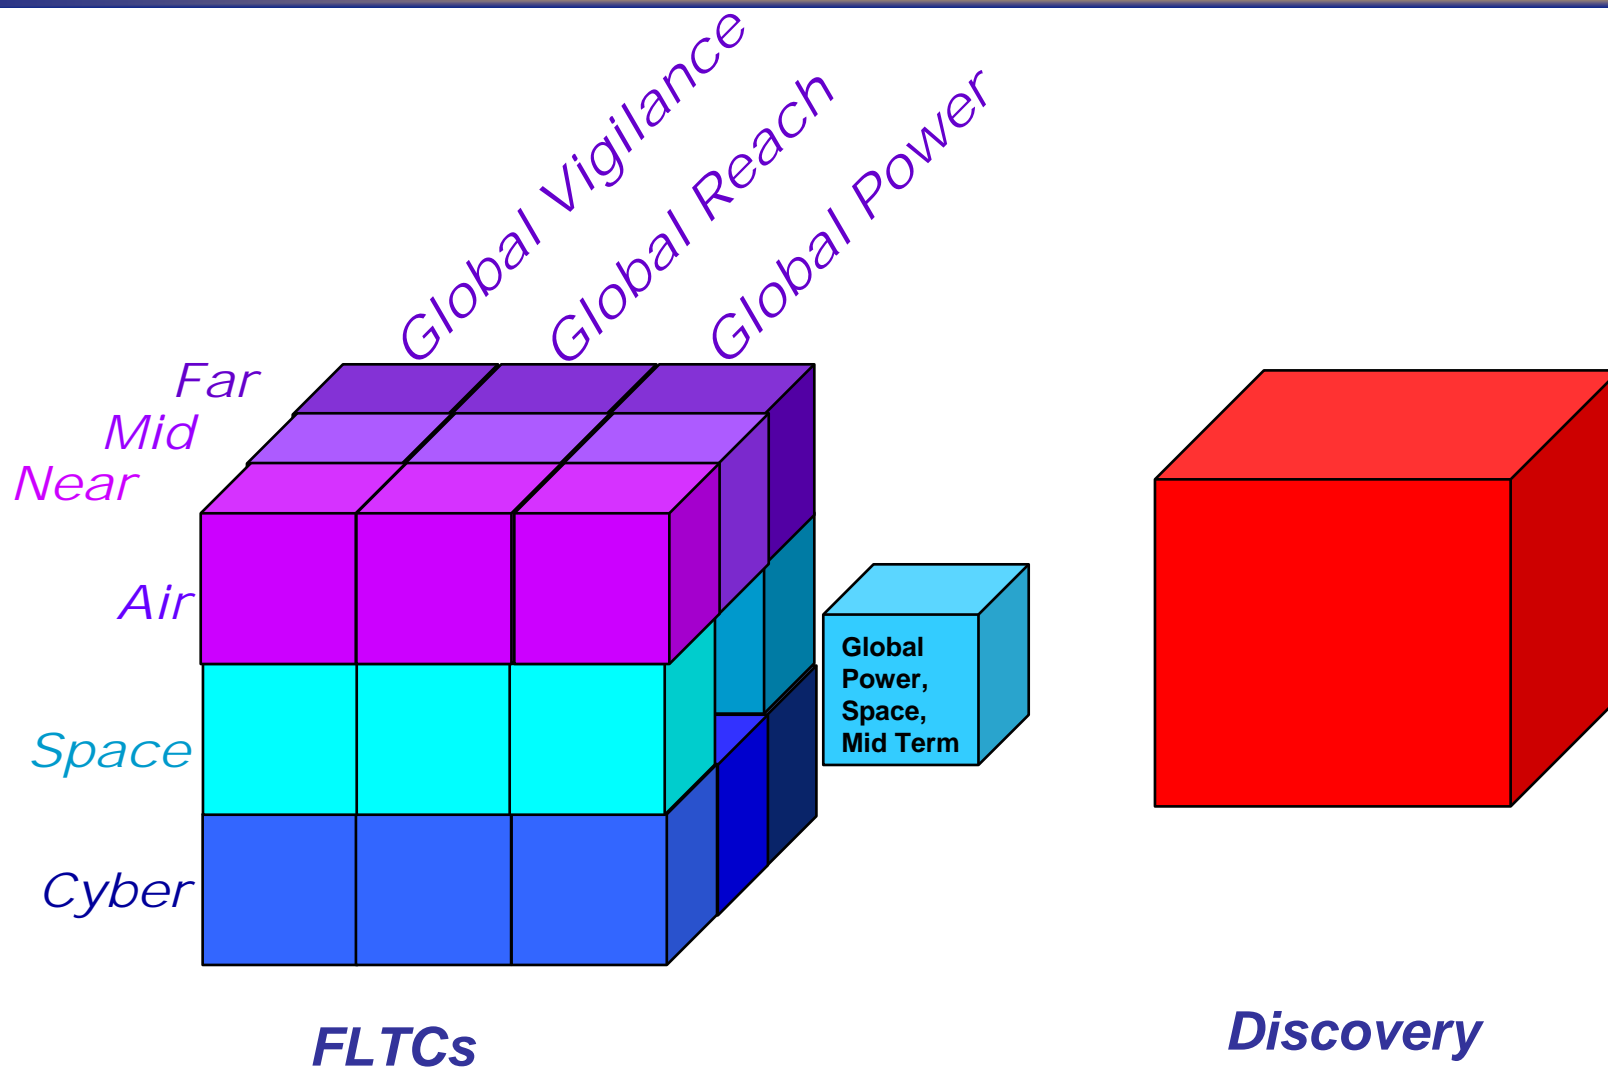 Global Vigilance
Global Reach
Global Power
Far
Mid
Near
Air
Space
Cyber
Global
Power,
Space,
Mid Term
FLTCs
Discovery